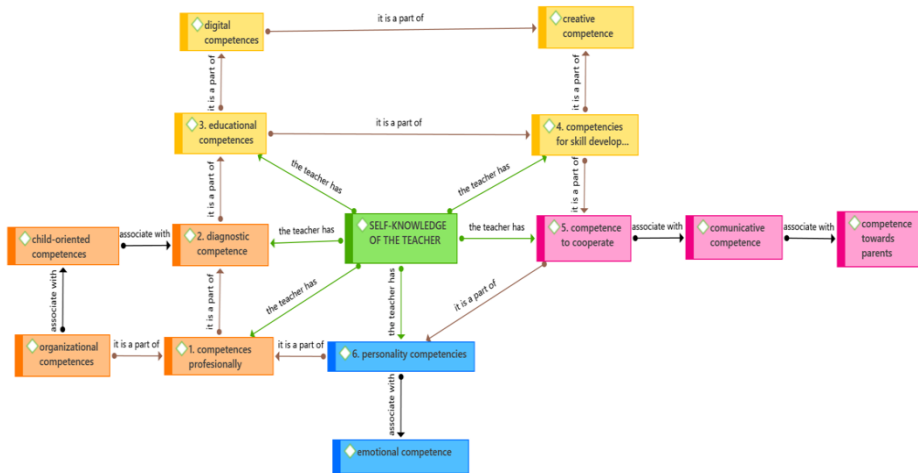 it is a part of
digital
competences
creative
competence
it is a part of
it is a part of
3. educational
competences
it is a part of
4. competencies
for skill develop...
the teacher has
the teacher has
it is a part of
it is a part of
child-oriented
competences
associate with
2. diagnostic
competence
the teacher has
SELF-KNOWLEDGE
OF THE TEACHER
the teacher has
5. competence
to cooperate
associate with
comunicative
competence
associate with
competence
towards
parents
associate with
it is a part of
the teacher has
the teacher has
it is a part of
organizational
competences
it is a part of
1. competences
profesionally
it is a part of
6. personality competencies
associate with
emotional competence